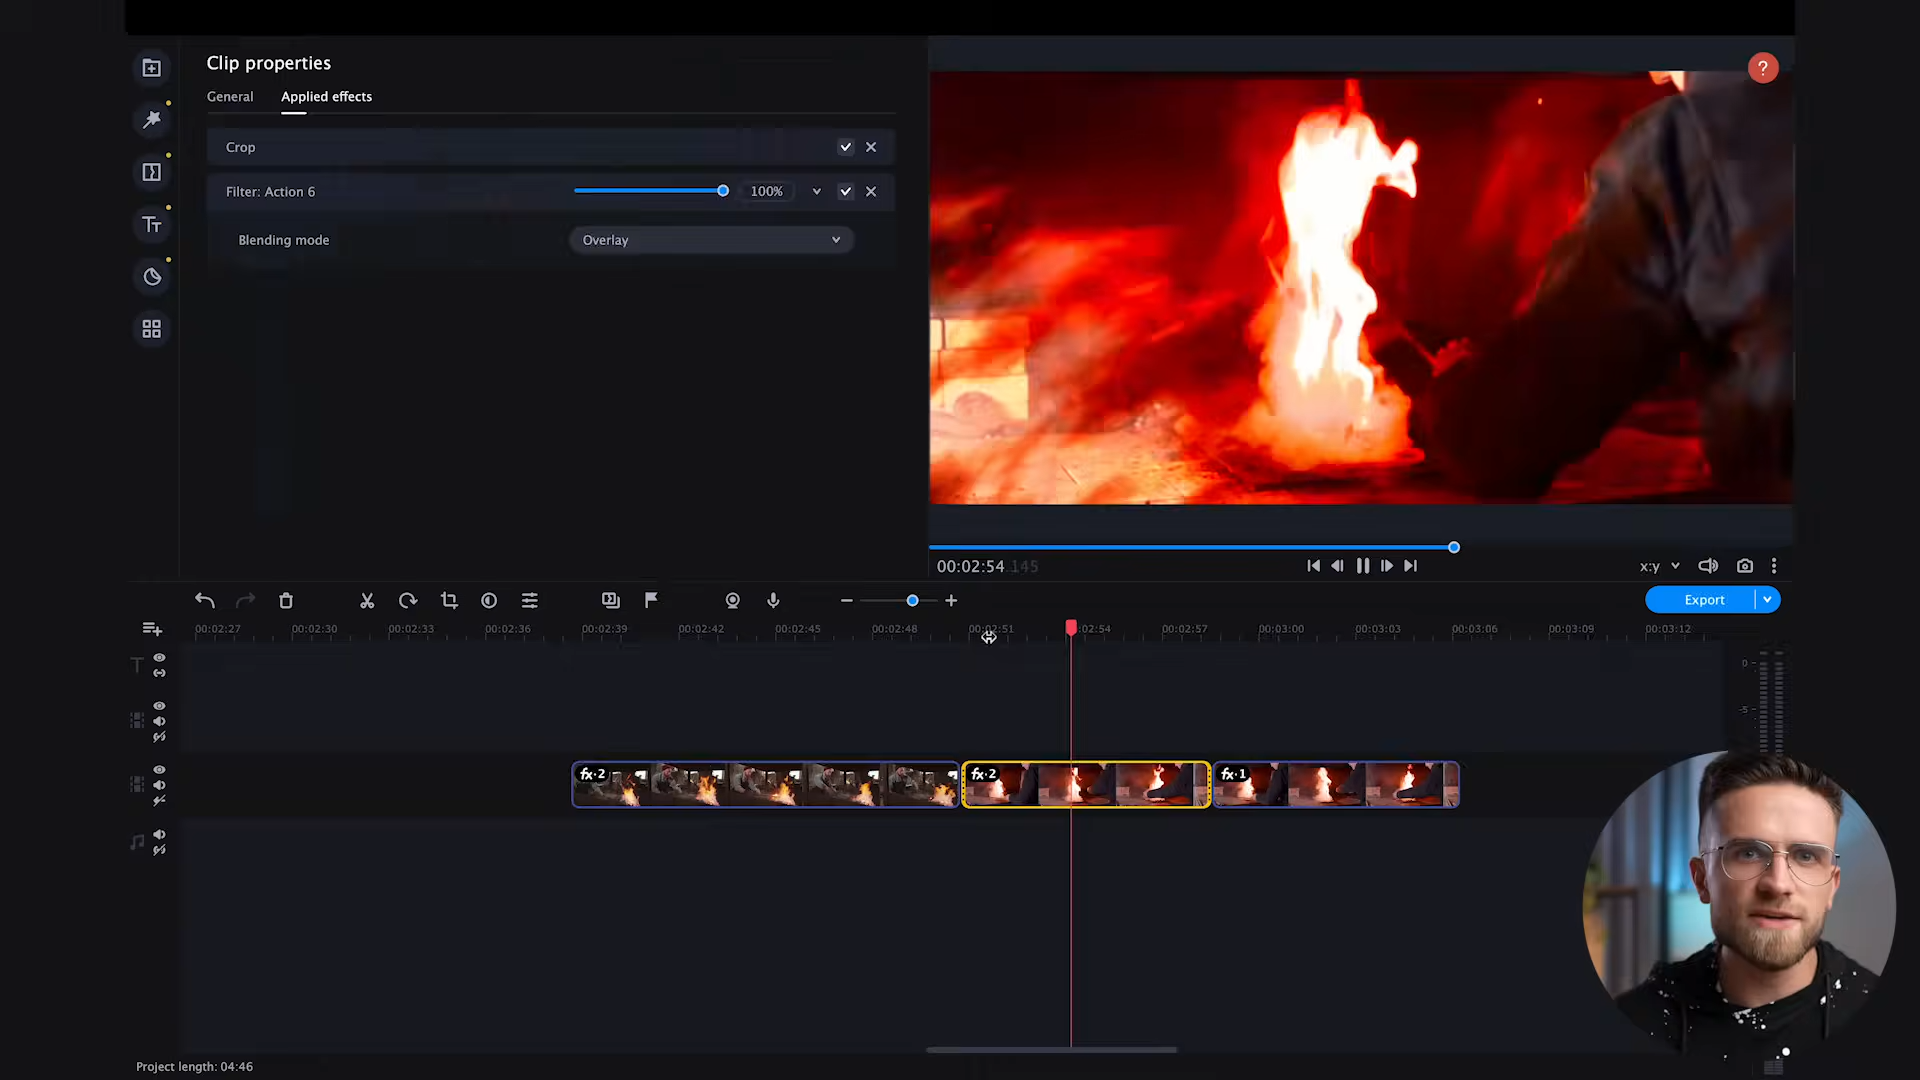 Clip properties
General Applied effects
?
Crop
Filter: Action 6 100%
Blending mode Overlay
00:02:54.145
x:y
Export
00:02:27 00:02:30 00:02:33 00:02:36 00:02:39 00:02:42 00:02:45 00:02:48 00:02:51 :02:54 00:02:57 00:03:00 00:03:03 00:03:06 00:03:09 00:03:12
T
0
-5
fx·2 fx·2 fx·1
Project length: 04:46